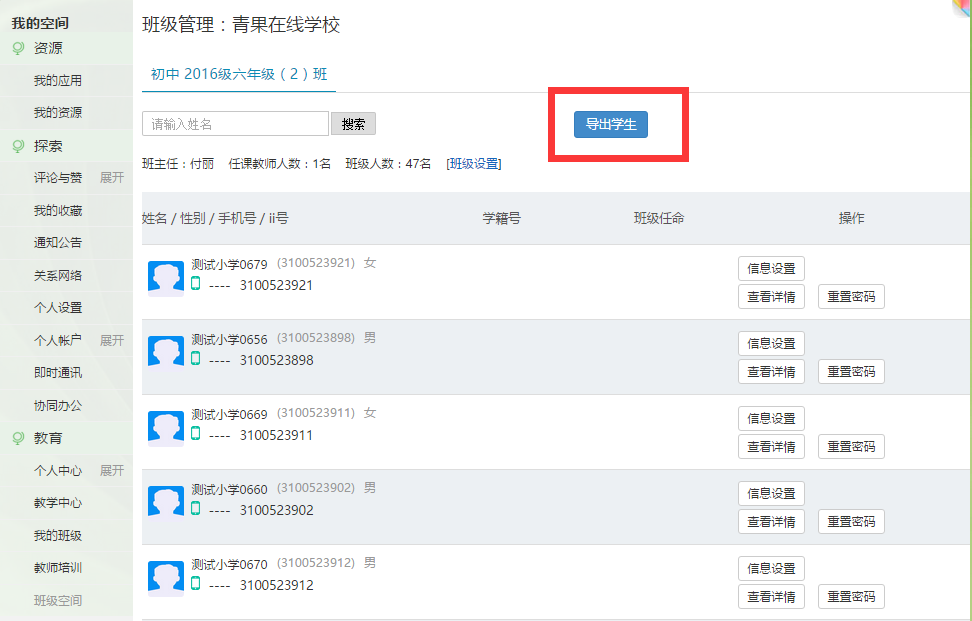 我的空间
资源
我的应用
我的资源
探索
评论与赞 展开
我的收藏
通知公告
关系网络
个人设置
个人帐户 展开
即时通讯
协同办公
教育
个人中心 展开
教学中心
我的班级
教师培训
班级空间
班级管理：青果在线学校
初中 2016级六年级（2）班
请输入姓名 搜索 导出学生
班主任：付丽 任课教师人数：1名 班级人数：47名 [班级设置]
姓名 / 性别 / 手机号 / ii号 学籍号 班级任命 操作
测试小学0679 (3100523921) 女 信息设置
---- 3100523921 查看详情 重置密码
测试小学0656 (3100523898) 男 信息设置
---- 3100523898 查看详情 重置密码
测试小学0669 (3100523911) 女 信息设置
---- 3100523911 查看详情 重置密码
测试小学0660 (3100523902) 男 信息设置
---- 3100523902 查看详情 重置密码
测试小学0670 (3100523912) 男 信息设置
---- 3100523912 查看详情 重置密码